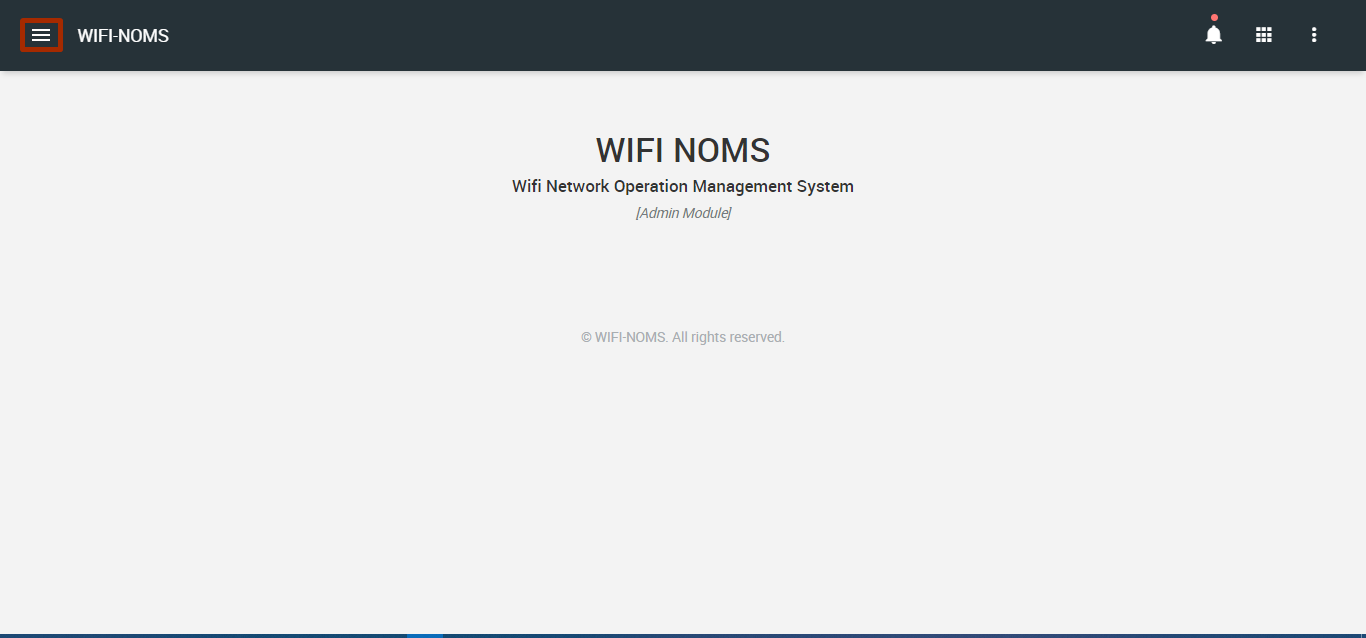 WIFI-NOMS
WIFI NOMS
Wifi Network Operation Management System
[Admin Module]
© WIFI-NOMS. All rights reserved.